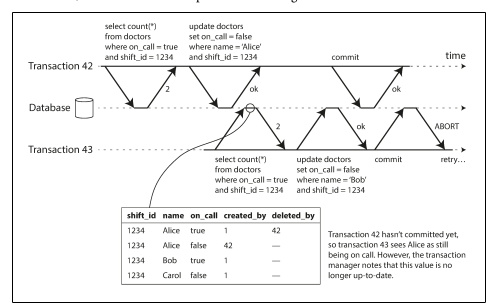 select count(*)
from doctors
where on_call = true
and shift_id = 1234
update doctors
set on_call = false
where name = 'Alice'
and shift_id = 1234
commit
time
Transaction 42
2
ok
ok
Database
2
ok
ABORT
Transaction 43
select count(*)
from doctors
where on_call = true
and shift_id = 1234
update doctors
set on_call = false
where name = 'Bob'
and shift_id = 1234
commit
retry…
shift_id name on_call created_by deleted_by
1234 Alice true 1 42
1234 Alice false 42 —
1234 Bob true 1 —
1234 Carol false 1 —
Transaction 42 hasn't committed yet,
so transaction 43 sees Alice as still
being on call. However, the transaction
manager notes that this value is no
longer up-to-date.